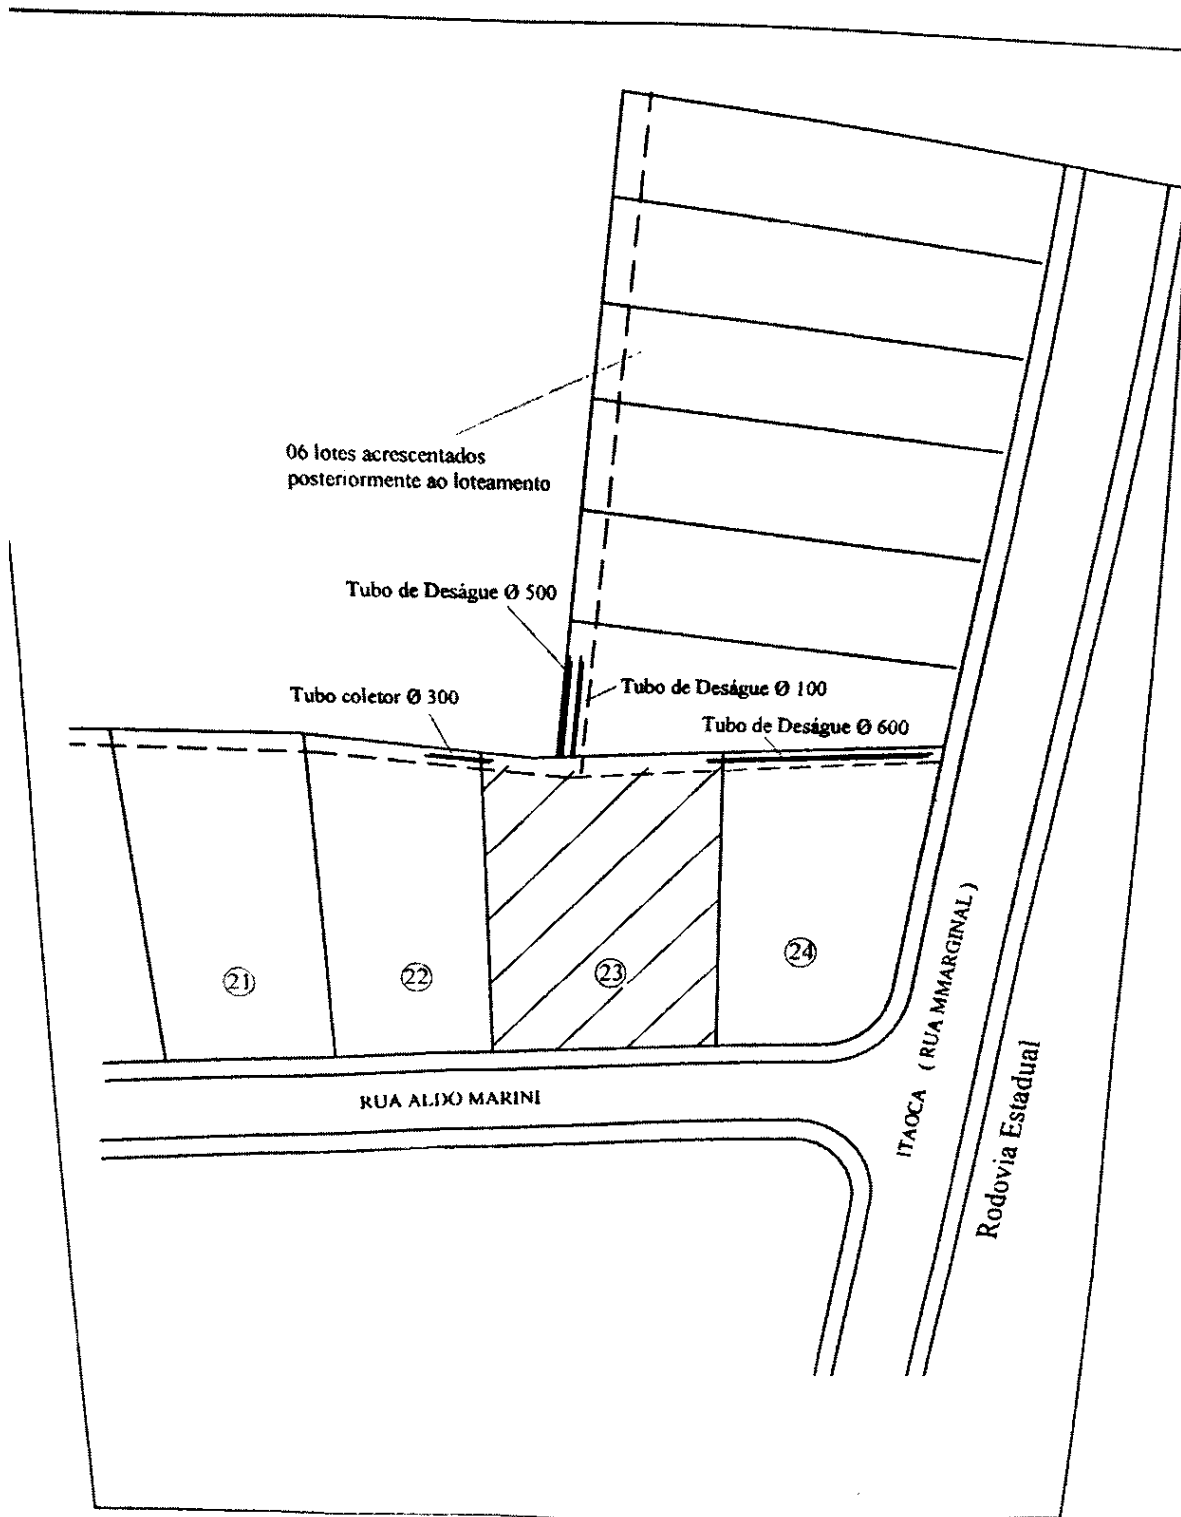 06 lotes acrescentados
posteriormente ao loteamento
Tubo de Deságue Ø 500
Tubo coletor Ø 300
Tubo de Deságue Ø 100
Tubo de Deságue Ø 600
21
22
23
24
RUA ALDO MARINI
ITAOCA ( RUA MMARGINAL )
Rodovia Estadual